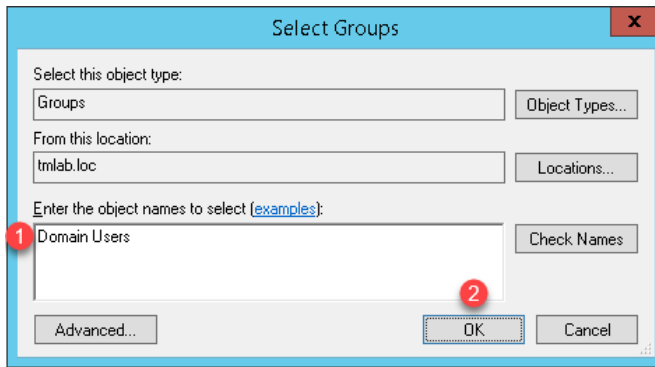 Select Groups
x
Select this object type:
Groups
Object Types...
From this location:
tmlab.loc
Locations...
Enter the object names to select (examples):
1 Domain Users
Check Names
2
Advanced...
OK
Cancel